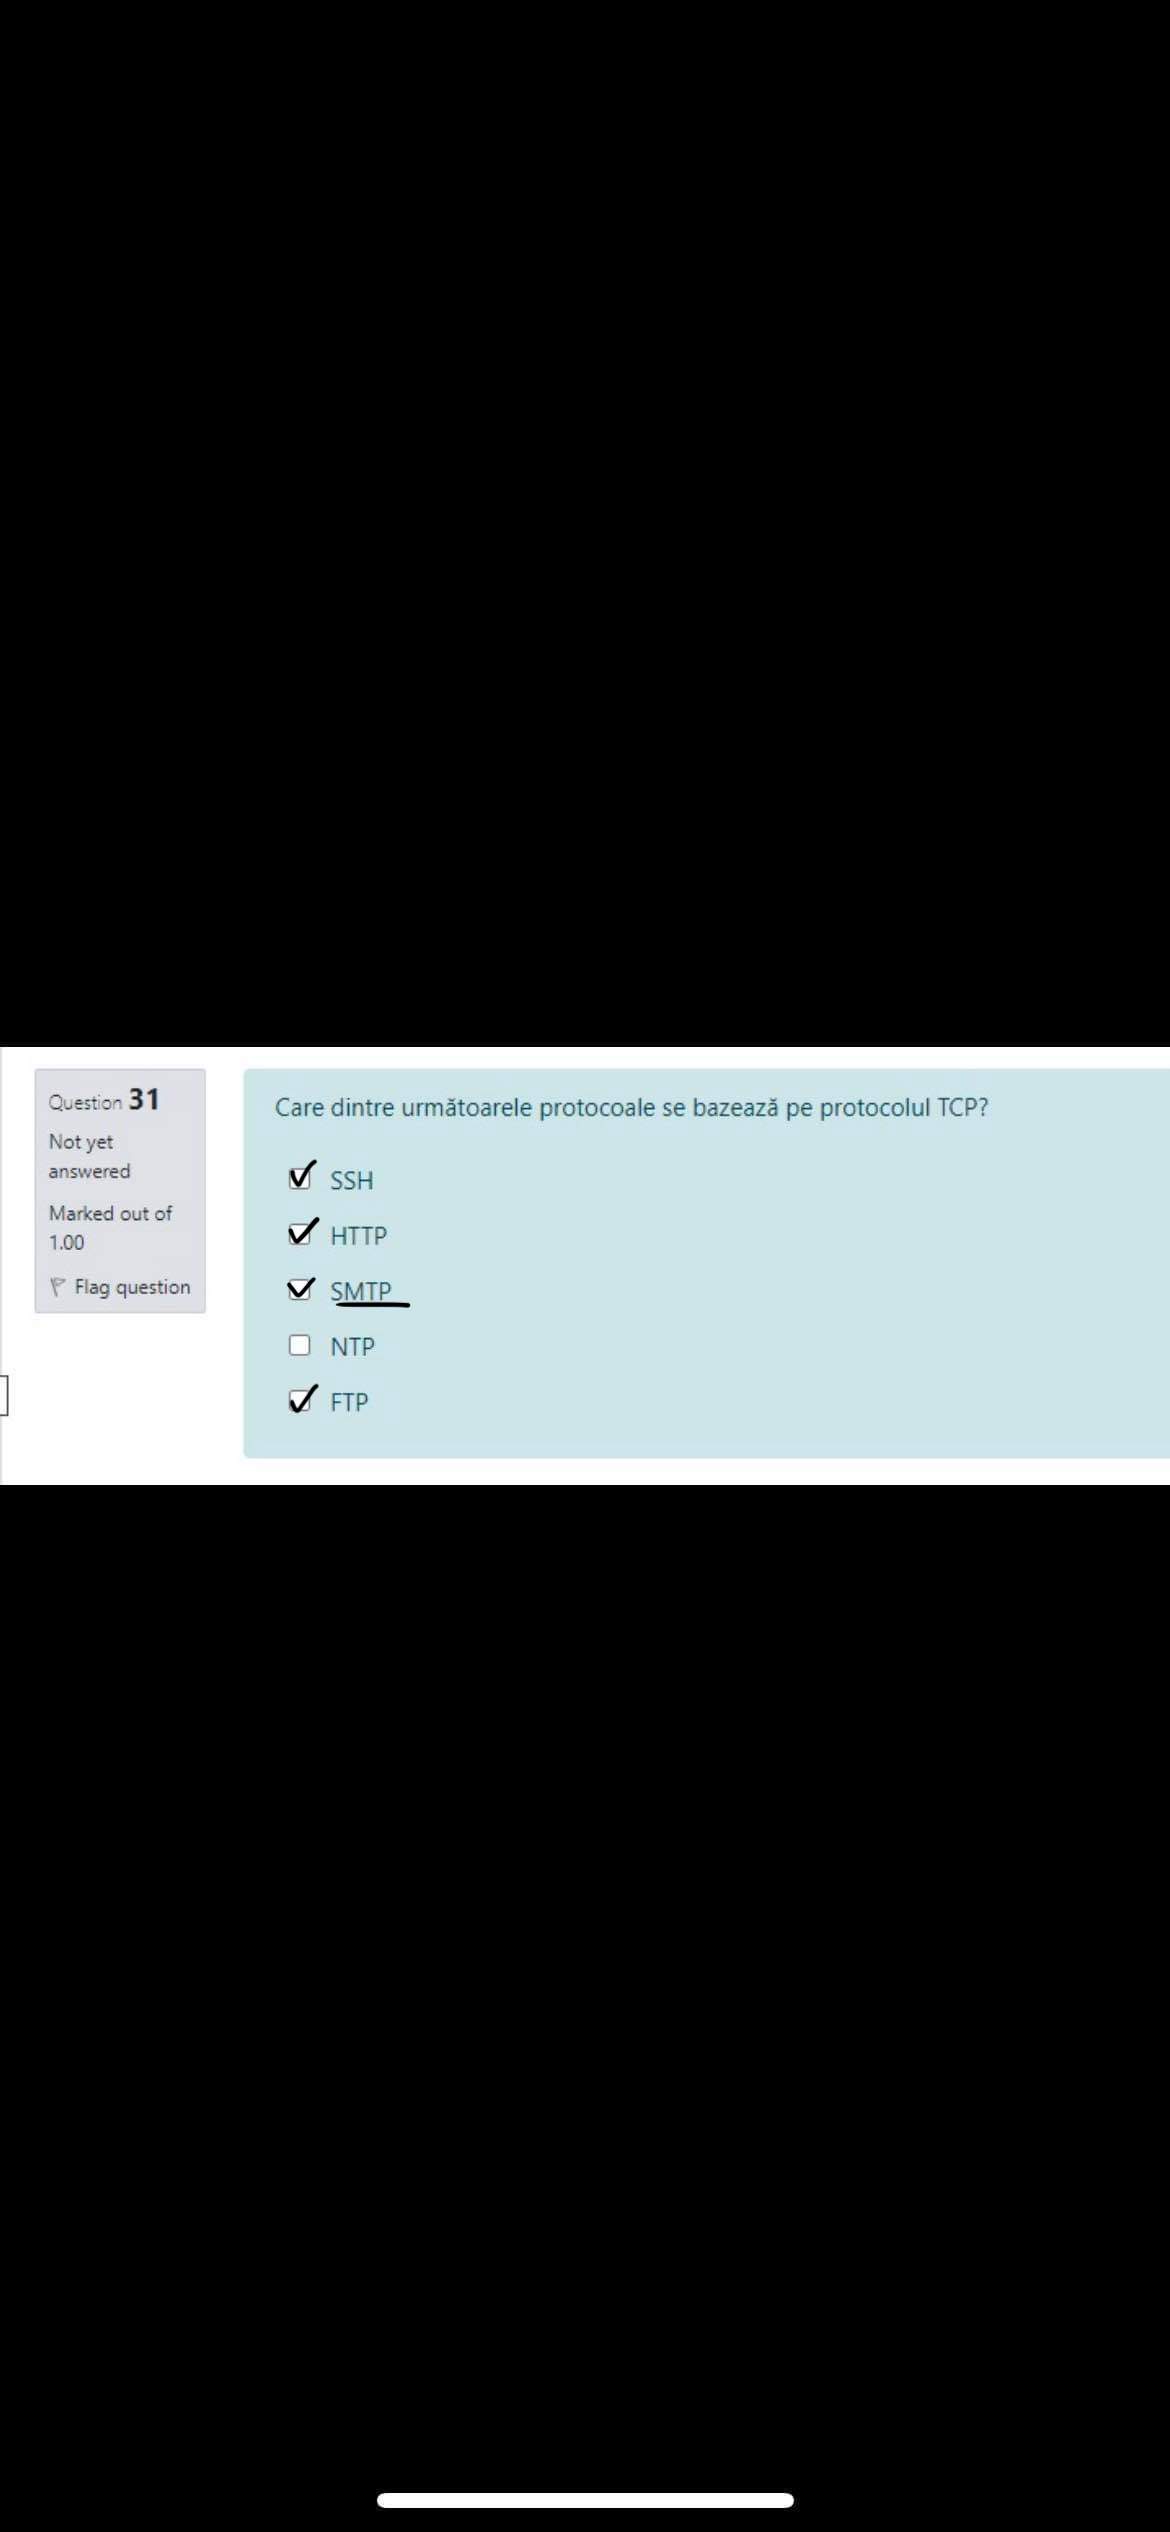 Question 31
Not yet
answered
Marked out of
1.00
Flag question
Care dintre următoarele protocoale se bazează pe protocolul TCP?
SSH
HTTP
SMTP
NTP
FTP